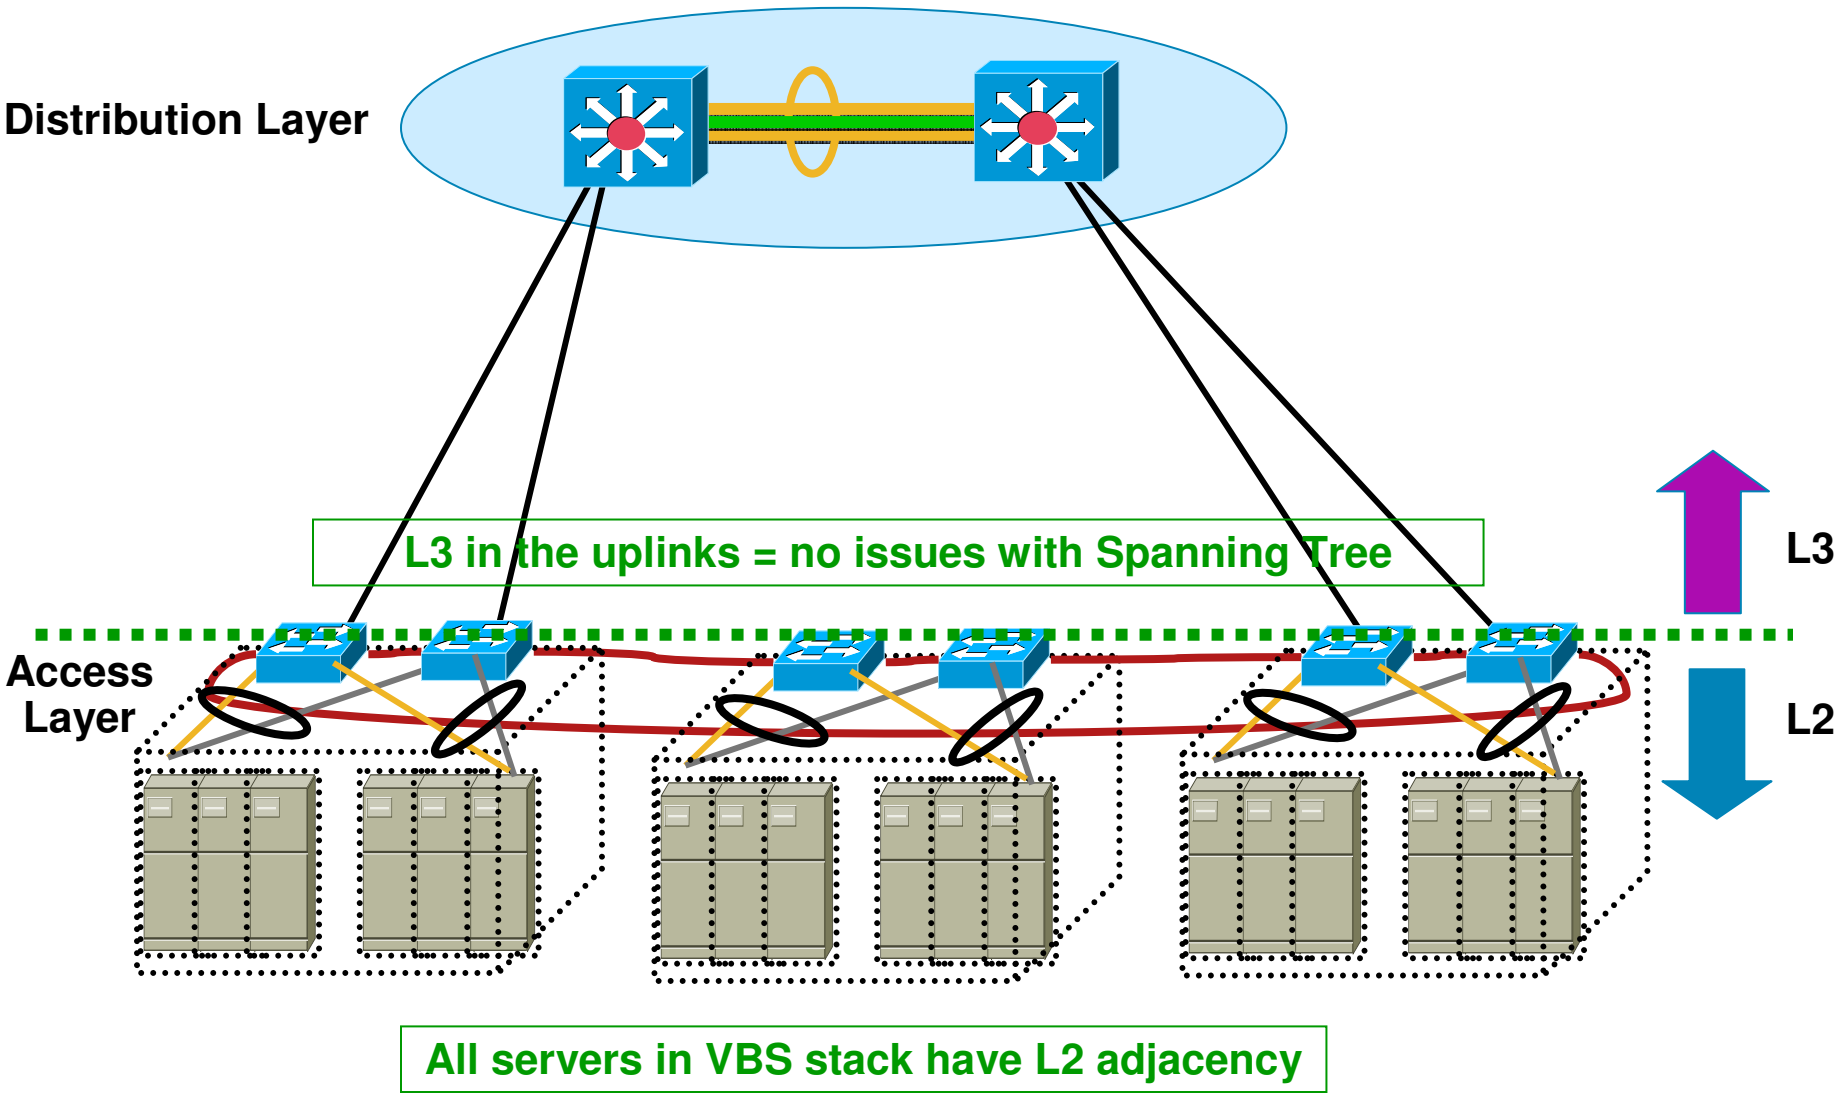 Distribution Layer
L3 in the uplinks = no issues with Spanning Tree
L3
Access
Layer
L2
All servers in VBS stack have L2 adjacency